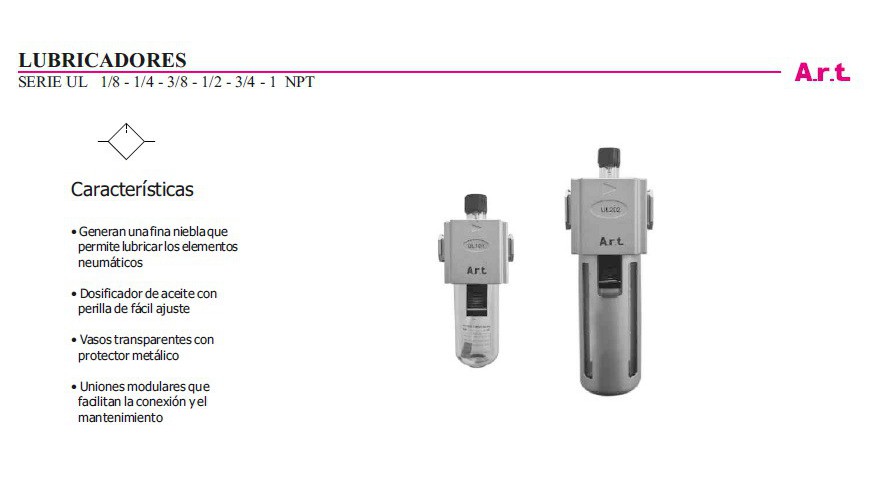 LUBRICADORES
SERIE UL 1/8 - 1/4 - 3/8 - 1/2 - 3/4 - 1 NPT
A.r.t.
Características
• Generan una fina niebla que
permite lubricar los elementos
neumáticos
• Dosificador de aceite con
perilla de fácil ajuste
• Vasos transparentes con
protector metálico
• Uniones modulares que
facilitan la conexión y el
mantenimiento
A.r.t.
UL202
A.r.t.